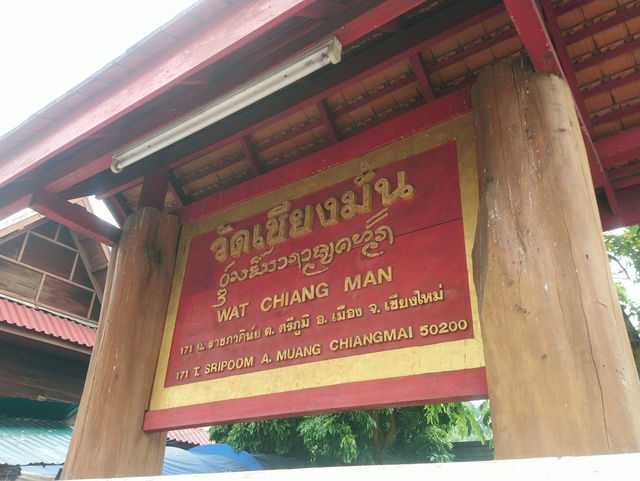 วัดเชียงมั่น
WAT CHIANG MAN
171 ถ. ราชภาคินัย ต. ศรีภูมิ อ. เมือง จ. เชียงใหม่
171 T. SRIPOOM A. MUANG CHIANGMAI 50200